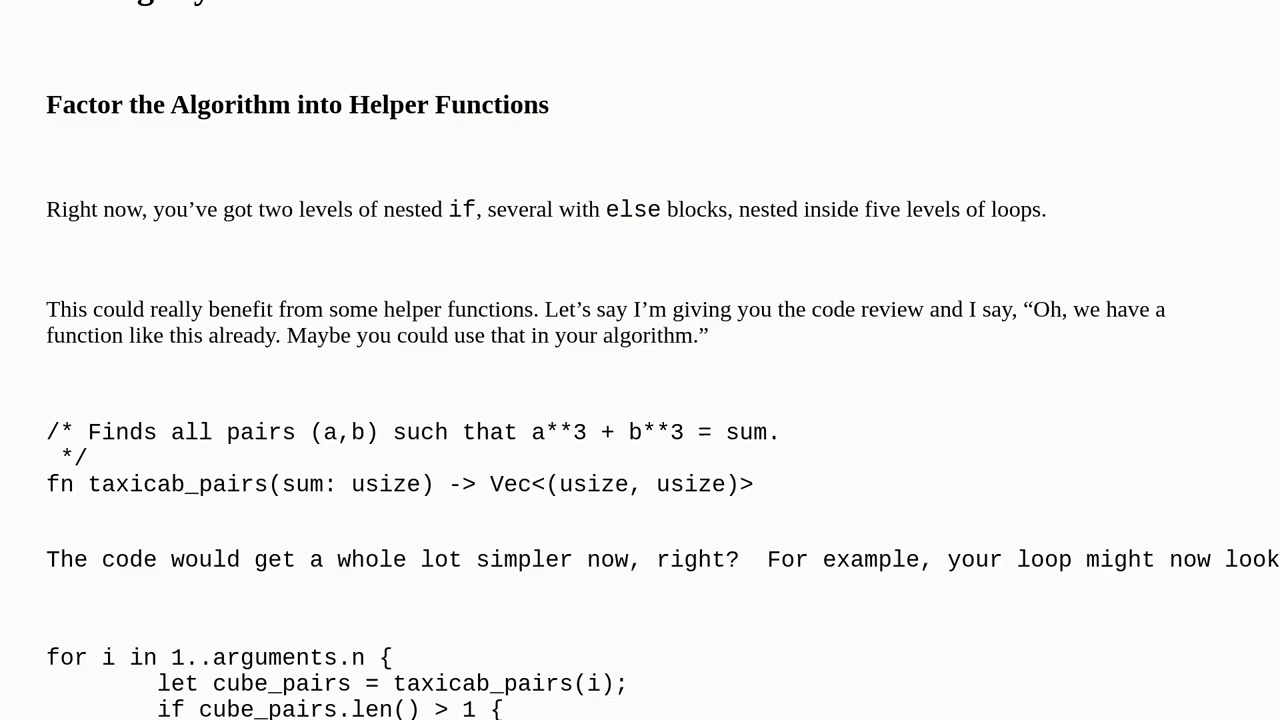 Factor the Algorithm into Helper Functions
Right now, you’ve got two levels of nested if, several with else blocks, nested inside five levels of loops.
This could really benefit from some helper functions. Let’s say I’m giving you the code review and I say, “Oh, we have a
function like this already. Maybe you could use that in your algorithm.”
/* Finds all pairs (a,b) such that a**3 + b**3 = sum.
 */
fn taxicab_pairs(sum: usize) -> Vec<(usize, usize)>
The code would get a whole lot simpler now, right?  For example, your loop might now look
for i in 1..arguments.n {
        let cube_pairs = taxicab_pairs(i);
        if cube_pairs.len() > 1 {